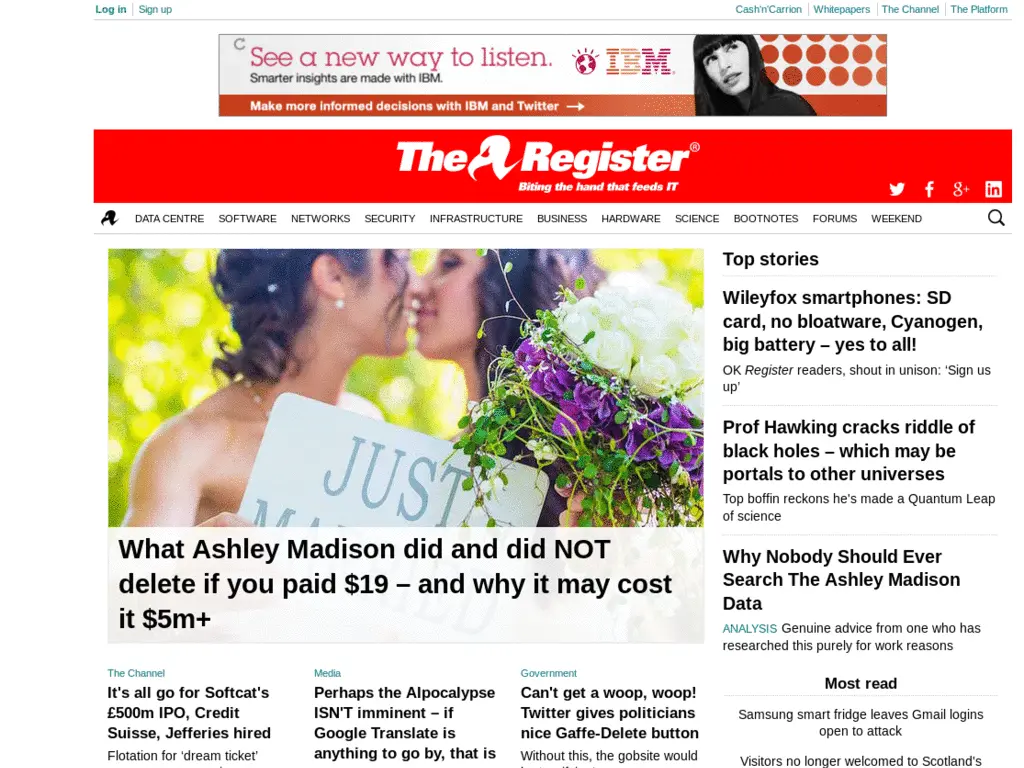 Log in
Sign up
Cash'n'Carrion
Whitepapers
The Channel
The Platform
See a new way to listen.
Smarter insights are made with IBM.
IBM
Make more informed decisions with IBM and Twitter
The Register®
Biting the hand that feeds IT
DATA CENTRE
SOFTWARE
NETWORKS
SECURITY
INFRASTRUCTURE
BUSINESS
HARDWARE
SCIENCE
BOOTNOTES
FORUMS
WEEKEND
JUST
MARRIED
What Ashley Madison did and did NOT
delete if you paid $19 – and why it may cost
it $5m+
The Channel
It's all go for Softcat's
£500m IPO, Credit
Suisse, Jefferies hired
Flotation for ‘dream ticket’
Media
Perhaps the AIpocalypse
ISN'T imminent – if
Google Translate is
anything to go by, that is
Government
Can't get a woop, woop!
Twitter gives politicians
nice Gaffe-Delete button
Without this, the gobsite would
Top stories
Wileyfox smartphones: SD
card, no bloatware, Cyanogen,
big battery – yes to all!
OK Register readers, shout in unison: ‘Sign us
up’
Prof Hawking cracks riddle of
black holes – which may be
portals to other universes
Top boffin reckons he's made a Quantum Leap
of science
Why Nobody Should Ever
Search The Ashley Madison
Data
ANALYSIS Genuine advice from one who has
researched this purely for work reasons
Most read
Samsung smart fridge leaves Gmail logins
open to attack
Visitors no longer welcomed to Scotland's